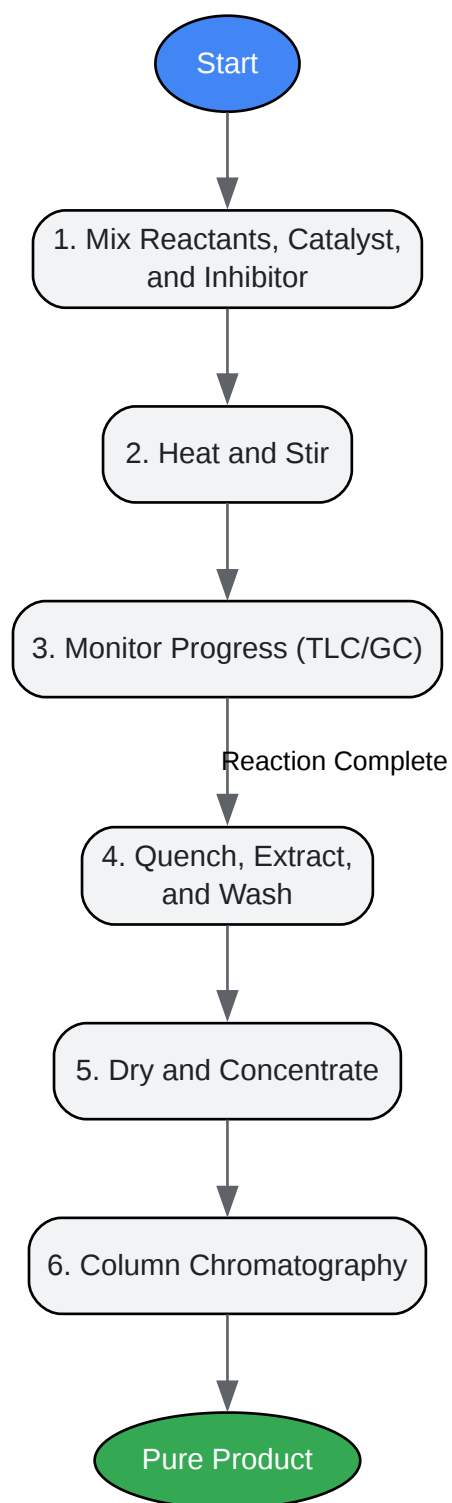 Start
1. Mix Reactants, Catalyst,
and Inhibitor
2. Heat and Stir
3. Monitor Progress (TLC/GC)
Reaction Complete
4. Quench, Extract,
and Wash
5. Dry and Concentrate
6. Column Chromatography
Pure Product